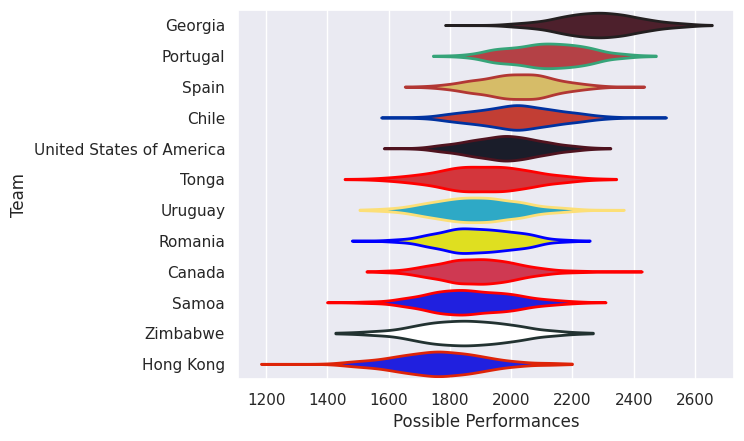 Georgia
Portugal
Spain
Chile
United States of America
Tonga
Uruguay
Romania
Canada
Samoa
Zimbabwe
Hong Kong
Team
1200 1400 1600 1800 2000 2200 2400 2600
Possible Performances